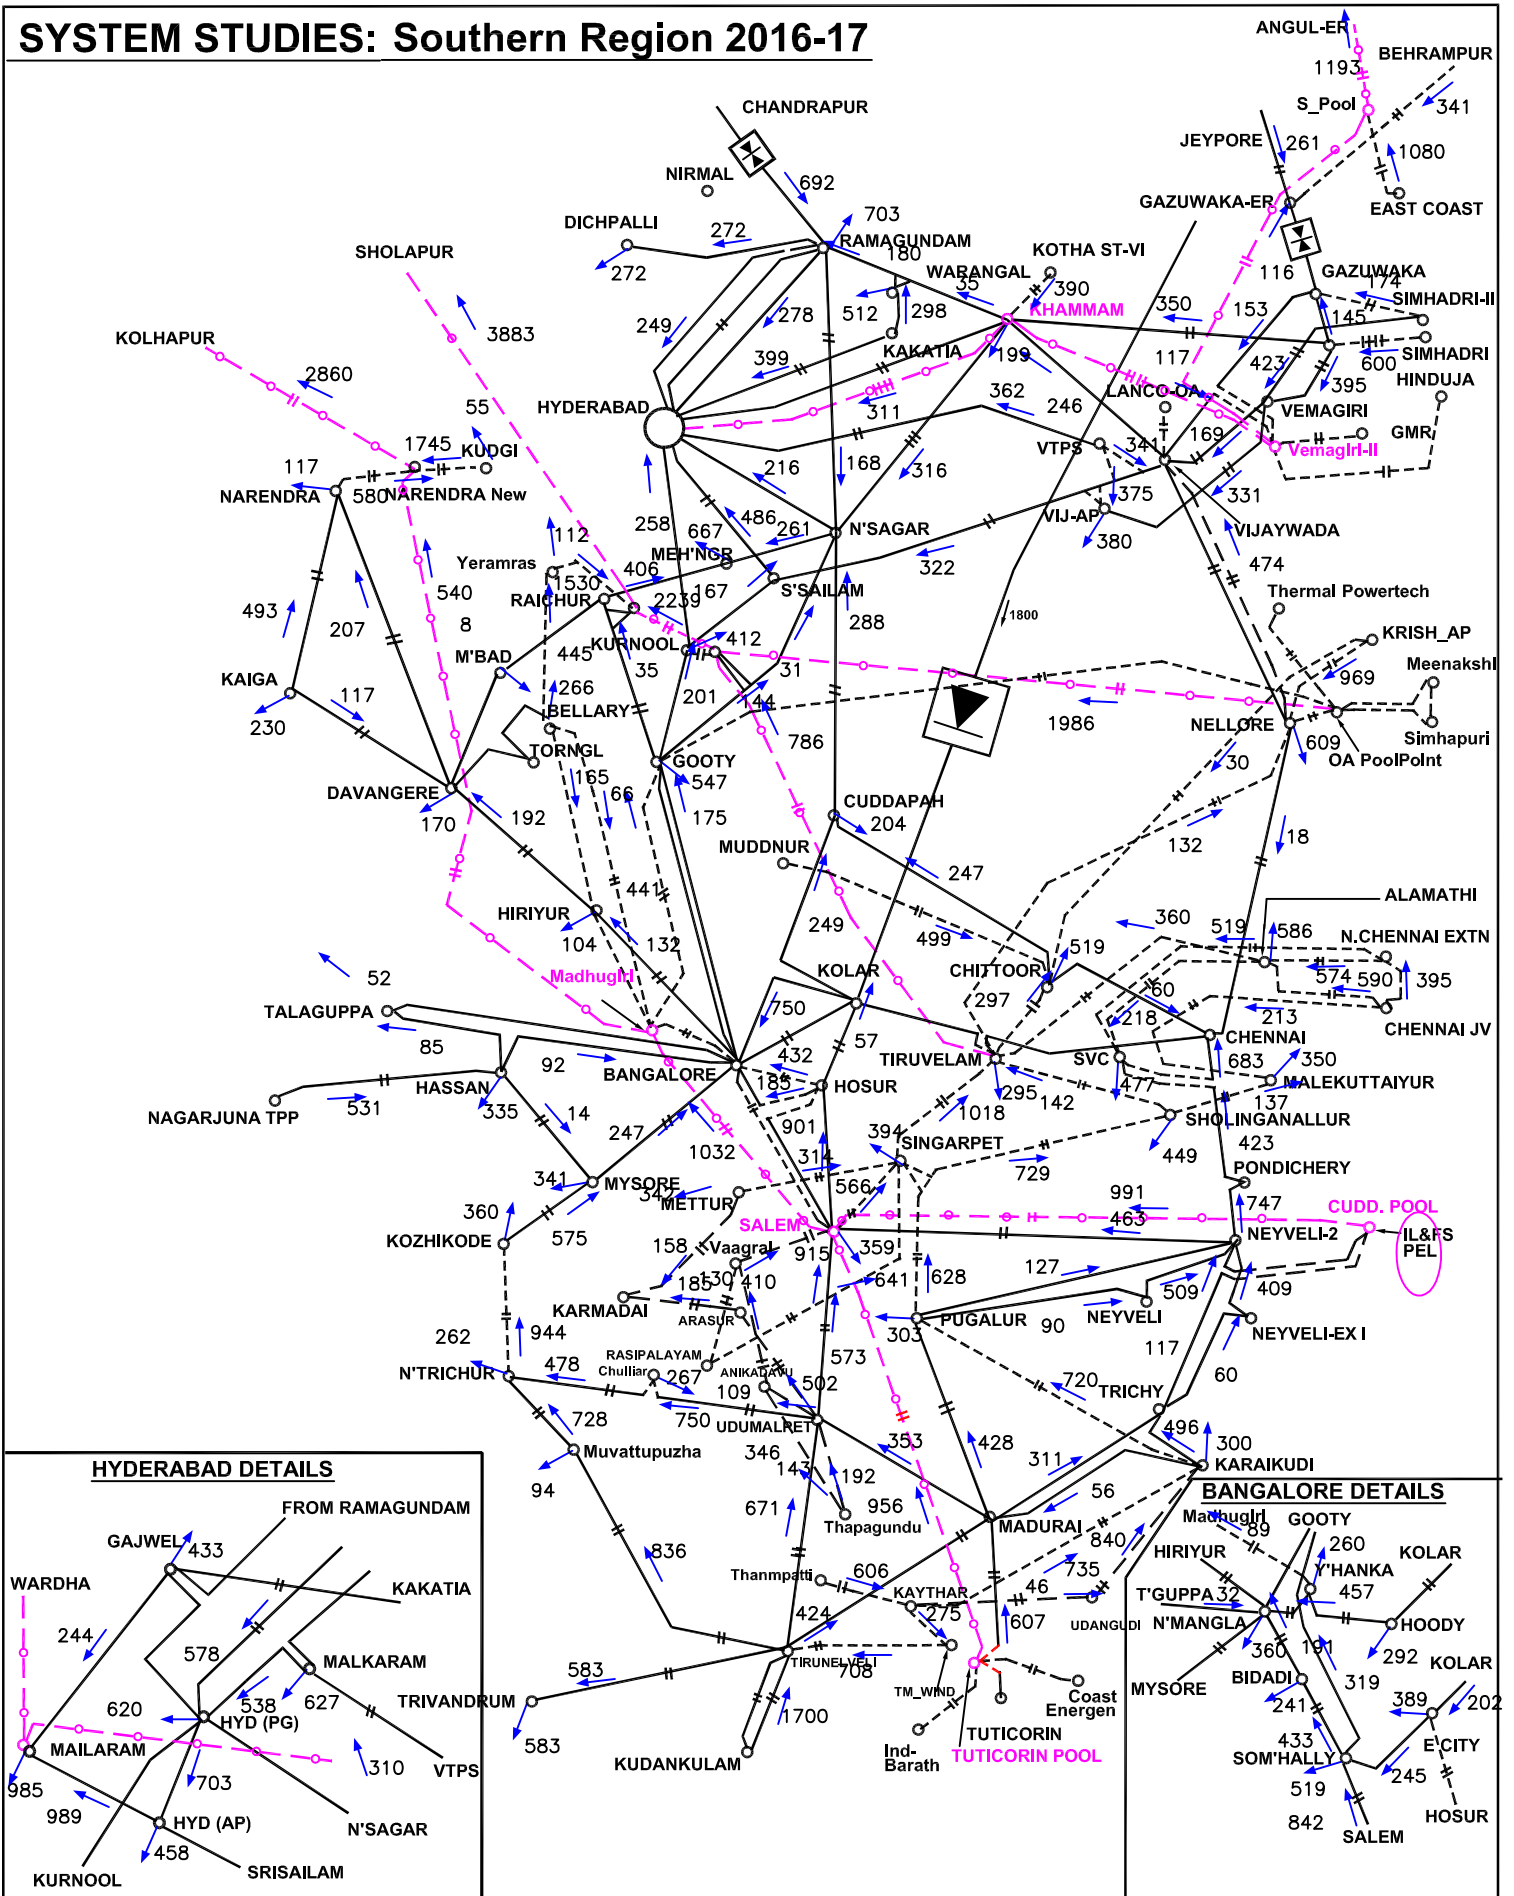 SYSTEM STUDIES: Southern Region 2016-17
ANGUL-ER
BEHRAMPUR
1193
S_Pool
341
CHANDRAPUR
JEYPORE
261
1080
NIRMAL
692
GAZUWAKA-ER
EAST COAST
DICHPALLI
272
703
RAMAGUNDAM
KOTHA ST-VI
SHOLAPUR
272
180
WARANGAL
116
GAZUWAKA
35
390
174
SIMHADRI-II
249
278
512
298
KHAMMAM
350
153
145
KOLHAPUR
3883
KAKATIA
199
117
423
SIMHADRI
399
600
2860
362
LANCO-OA
395
HINDUJA
55
HYDERABAD
311
246
VEMAGIRI
1745
KUDGI
VTPS
341
169
GMR
Vemagiri-II
117
216
168
316
NARENDRA
580
NARENDRA New
375
331
258
486
VIJ-AP
VIJAYWADA
112
667
261
N'SAGAR
380
474
Yeramras
406
MEH'NGR
322
1530
167
S'SAILAM
Thermal Powertech
493
540
RAICHUR
2239
288
1800
207
8
KURNOOL
412
KRISH_AP
M'BAD
445
35
31
Meenakshi
KAIGA
969
117
266
201
144
230
BELLARY
786
1986
NELLORE
Simhapuri
TORNGL
GOOTY
547
30
609
OA PoolPoint
DAVANGERE
165
66
175
CUDDAPAH
170
192
204
132
18
MUDDNUR
247
441
ALAMATHI
HIRIYUR
249
499
360
519
586
N.CHENNAI EXTN
104
132
519
Madhugiri
KOLAR
CHITTOOR
574
590
395
52
297
60
TALAGUPPA
750
57
218
213
CHENNAI JV
85
92
432
TIRUVELAM
SVC
CHENNAI
BANGALORE
683
350
HASSAN
185
HOSUR
477
MALEKUTTAIYUR
NAGARJUNA TPP
531
335
14
295
142
137
247
901
1018
SHOLINGANALLUR
1032
394
SINGARPET
449
423
314
729
PONDICHERY
341
MYSORE
342
METTUR
566
991
360
747
CUDD. POOL
SALEM
463
KOZHIKODE
575
NEYVELI-2
IL&FS
PEL
158
Vaagrai
915
359
127
130
410
641
628
509
409
185
KARMADAI
ARASUR
303
PUGALUR
90
NEYVELI
NEYVELI-EX I
262
944
573
117
RASIPALAYAM
478
Chulliar
267
ANIKADAVU
720
60
N'TRICHUR
109
502
TRICHY
728
750
UDUMALPET
496
Muvattupuzha
346
353
428
311
300
143
KARAIKUDI
94
192
HYDERABAD DETAILS
BANGALORE DETAILS
671
956
56
Madhugiri
89
GOOTY
FROM RAMAGUNDAM
Thapagundu
MADURAI
GAJWEL
840
HIRIYUR
260
433
836
KOLAR
Thanmpatti
606
735
Y'HANKA
WARDHA
KAKATIA
KAYTHAR
46
T'GUPPA
32
457
424
275
607
UDANGUDI
N'MANGLA
HOODY
244
578
TIRUNELVELI
708
360
191
292
MALKARAM
583
BIDADI
319
KOLAR
620
538
627
TRIVANDRUM
TM_WIND
Coast
Energen
MYSORE
HYD (PG)
1700
241
389
202
TUTICORIN
MAILARAM
583
Ind-
Barath
TUTICORIN POOL
433
E CITY
310
VTPS
KUDANKULAM
SOM'HALLY
985
703
519
245
989
HYD (AP)
N'SAGAR
842
HOSUR
458
SALEM
KURNOOL
SRISAILAM